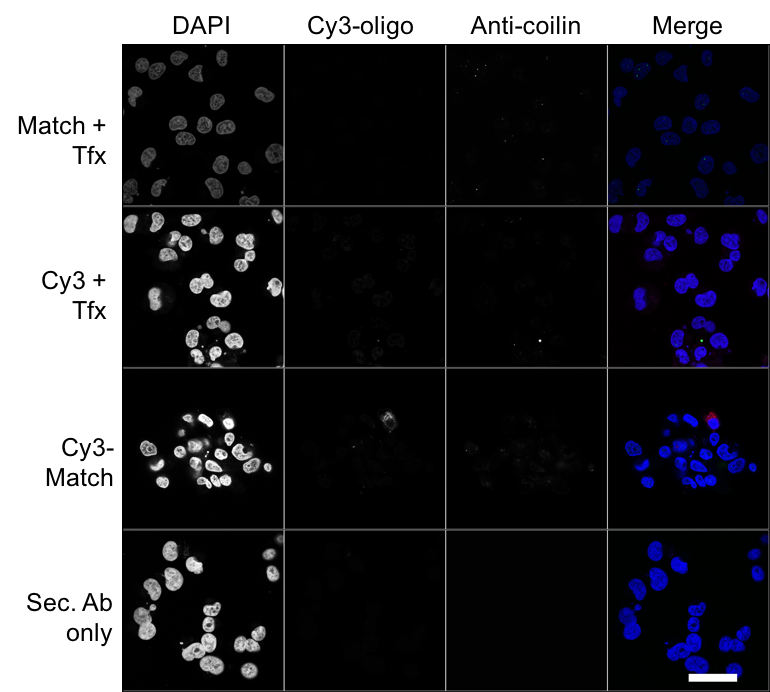 DAPI Cy3-oligo Anti-coilin Merge
Match +
Tfx
Cy3 +
Tfx
Cy3-
Match
Sec. Ab
only